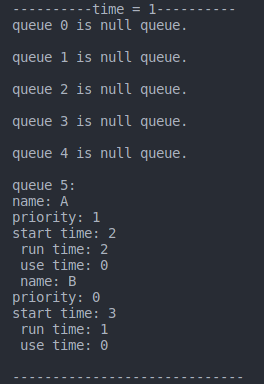 ----------time = 1----------
queue 0 is null queue.
queue 1 is null queue.
queue 2 is null queue.
queue 3 is null queue.
queue 4 is null queue.
queue 5:
name: A
priority: 1
start time: 2
run time: 2
use time: 0
name: B
priority: 0
start time: 3
run time: 1
use time: 0
-----------------------------